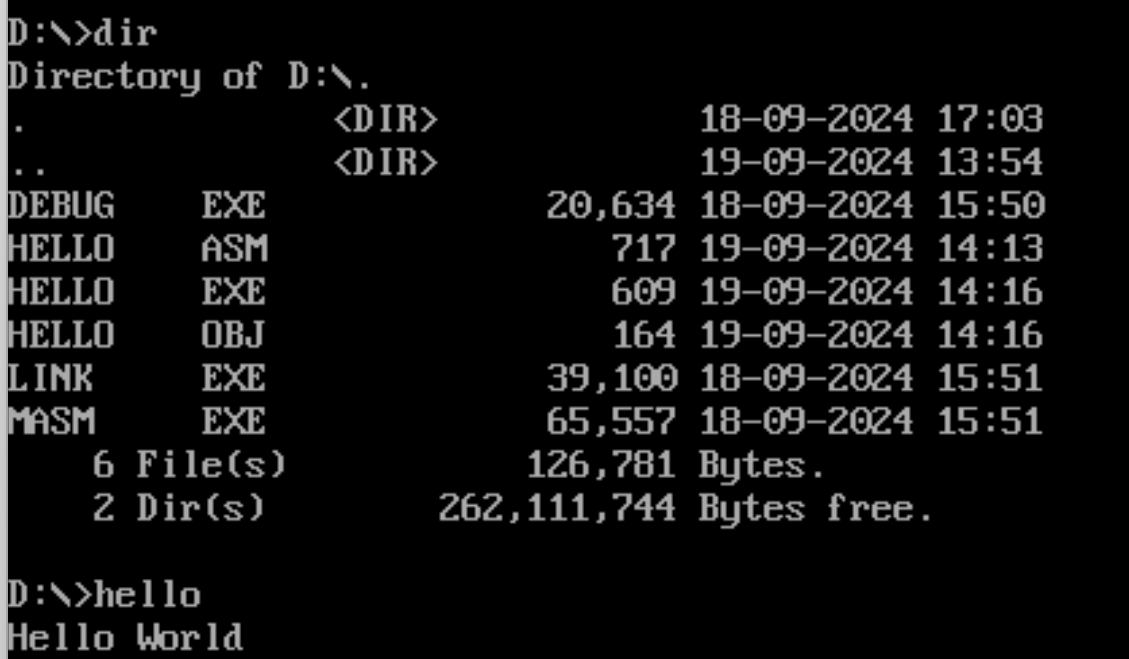 D:\>dir
Directory of D:\.
.                <DIR>            18-09-2024 17:03
..               <DIR>            19-09-2024 13:54
DEBUG    EXE             20,634 18-09-2024 15:50
HELLO    ASM                717 19-09-2024 14:13
HELLO    EXE                609 19-09-2024 14:16
HELLO    OBJ                164 19-09-2024 14:16
LINK     EXE             39,100 18-09-2024 15:51
MASM     EXE             65,557 18-09-2024 15:51
    6 File(s)           126,781 Bytes.
    2 Dir(s)        262,111,744 Bytes free.
D:\>hello
Hello World